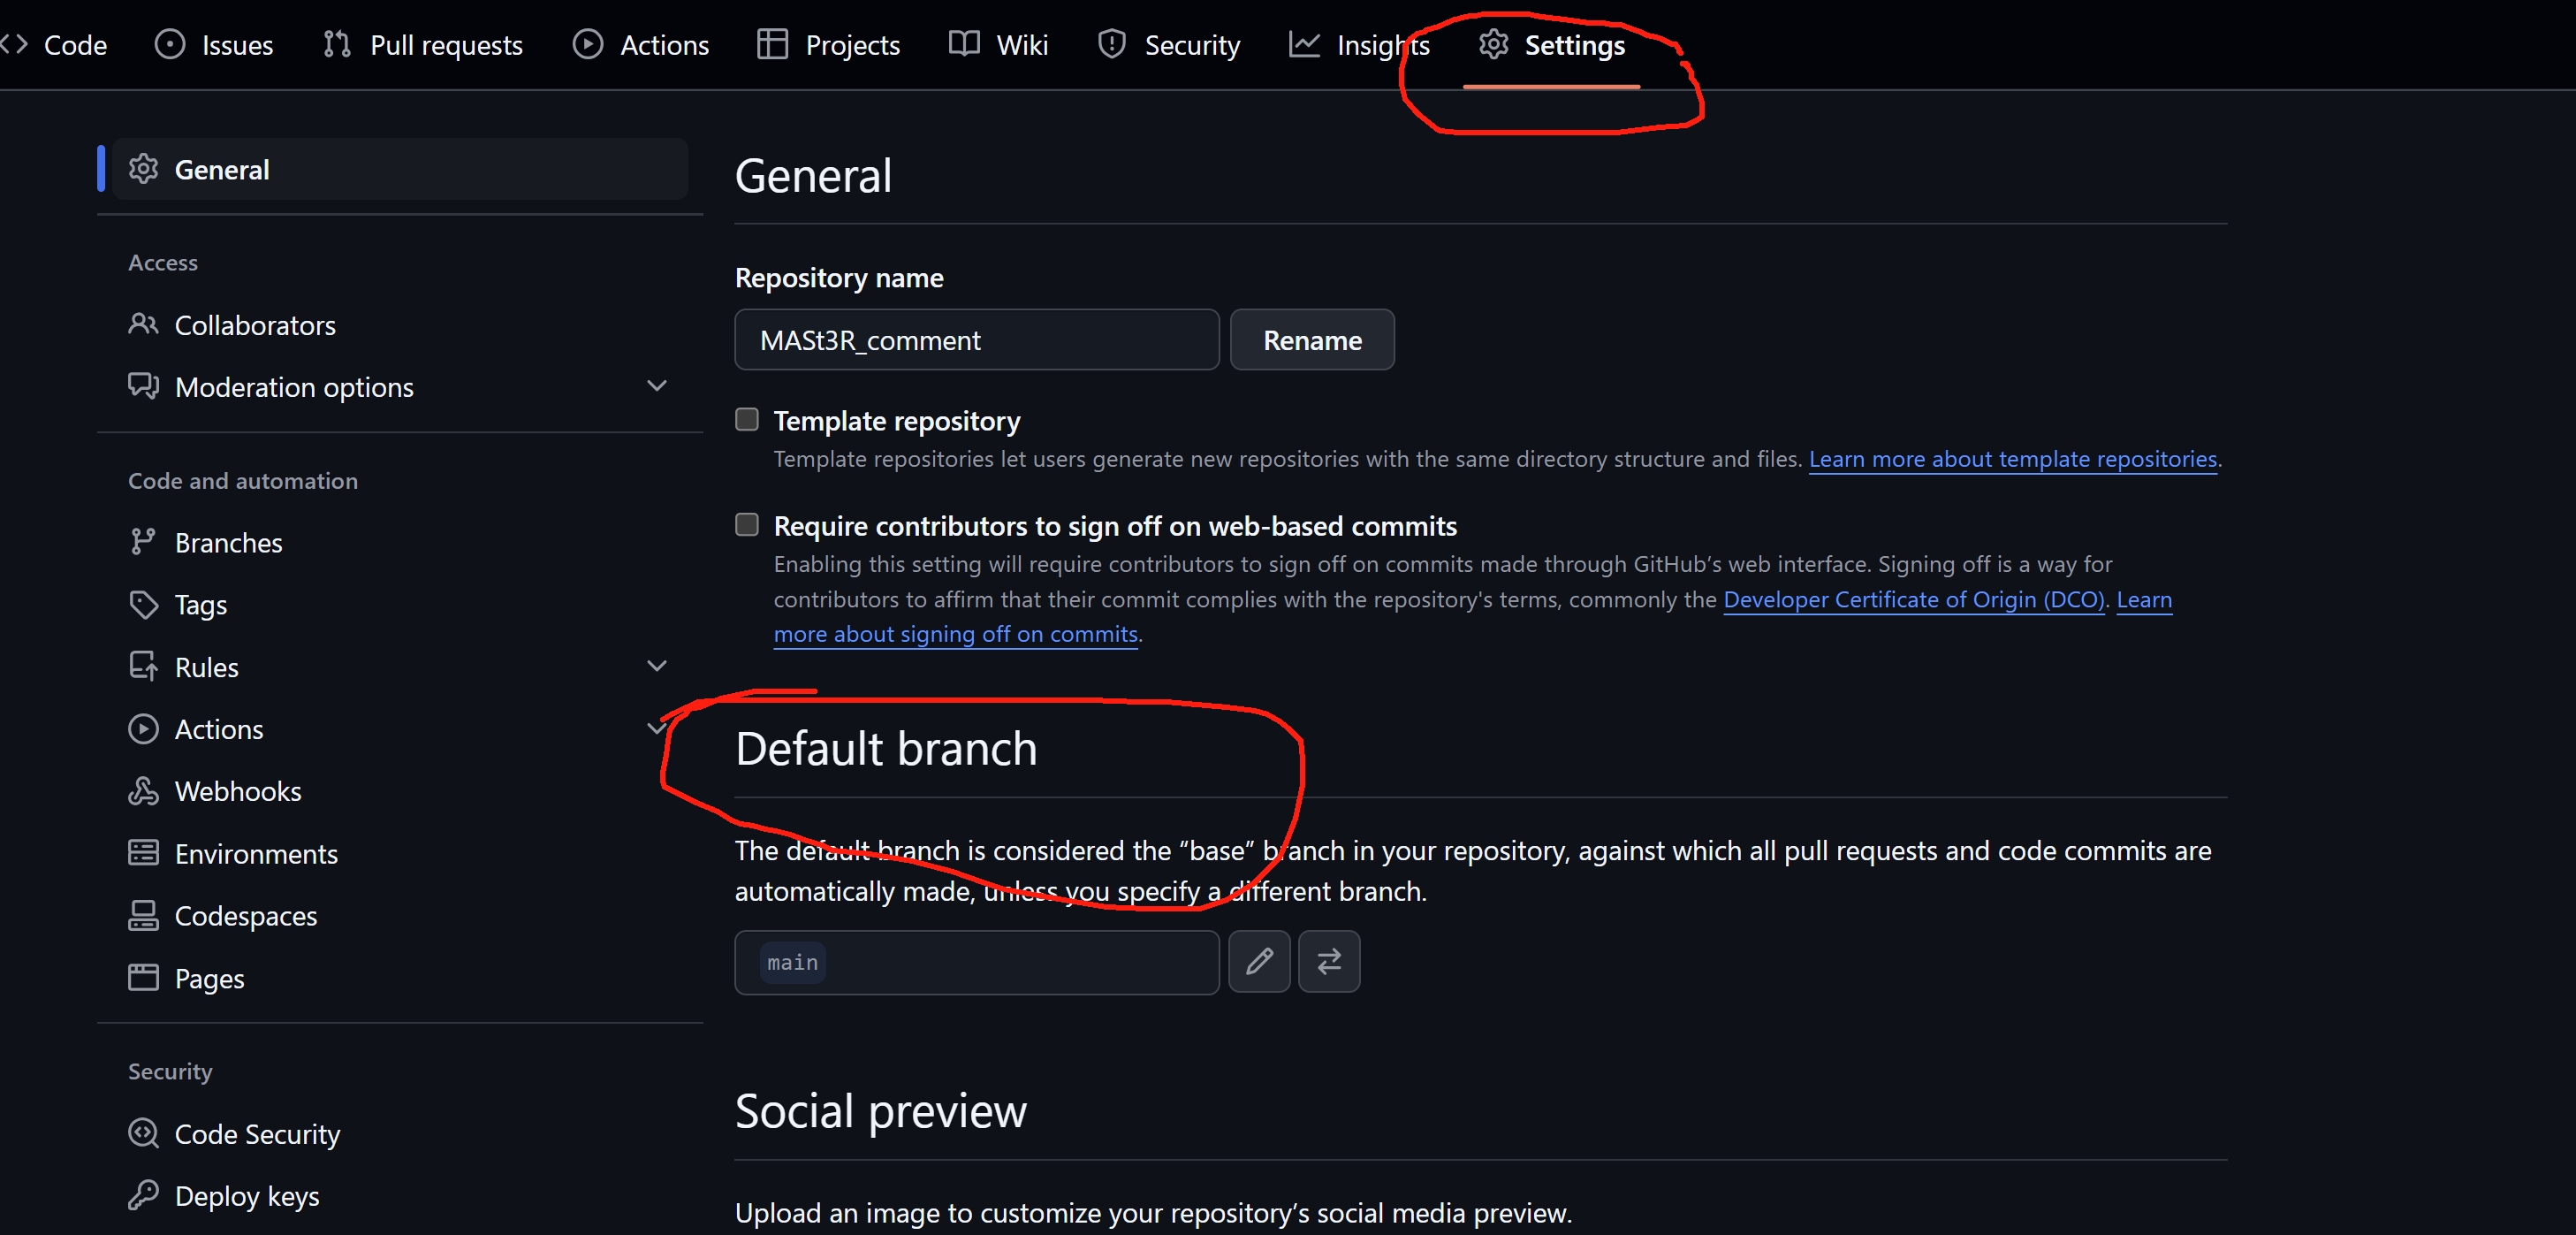 Code Issues Pull requests Actions Projects Wiki Security Insights Settings
General
Access
Collaborators
Moderation options
Code and automation
Branches
Tags
Rules
Actions
Webhooks
Environments
Codespaces
Pages
Security
Code Security
Deploy keys
General
Repository name
MASt3R_comment Rename
Template repository
Template repositories let users generate new repositories with the same directory structure and files. Learn more about template repositories.
Require contributors to sign off on web-based commits
Enabling this setting will require contributors to sign off on commits made through GitHub’s web interface. Signing off is a way for
contributors to affirm that their commit complies with the repository's terms, commonly the Developer Certificate of Origin (DCO). Learn
more about signing off on commits.
Default branch
The default branch is considered the “base” branch in your repository, against which all pull requests and code commits are
automatically made, unless you specify a different branch.
main
Social preview
Upload an image to customize your repository’s social media preview.